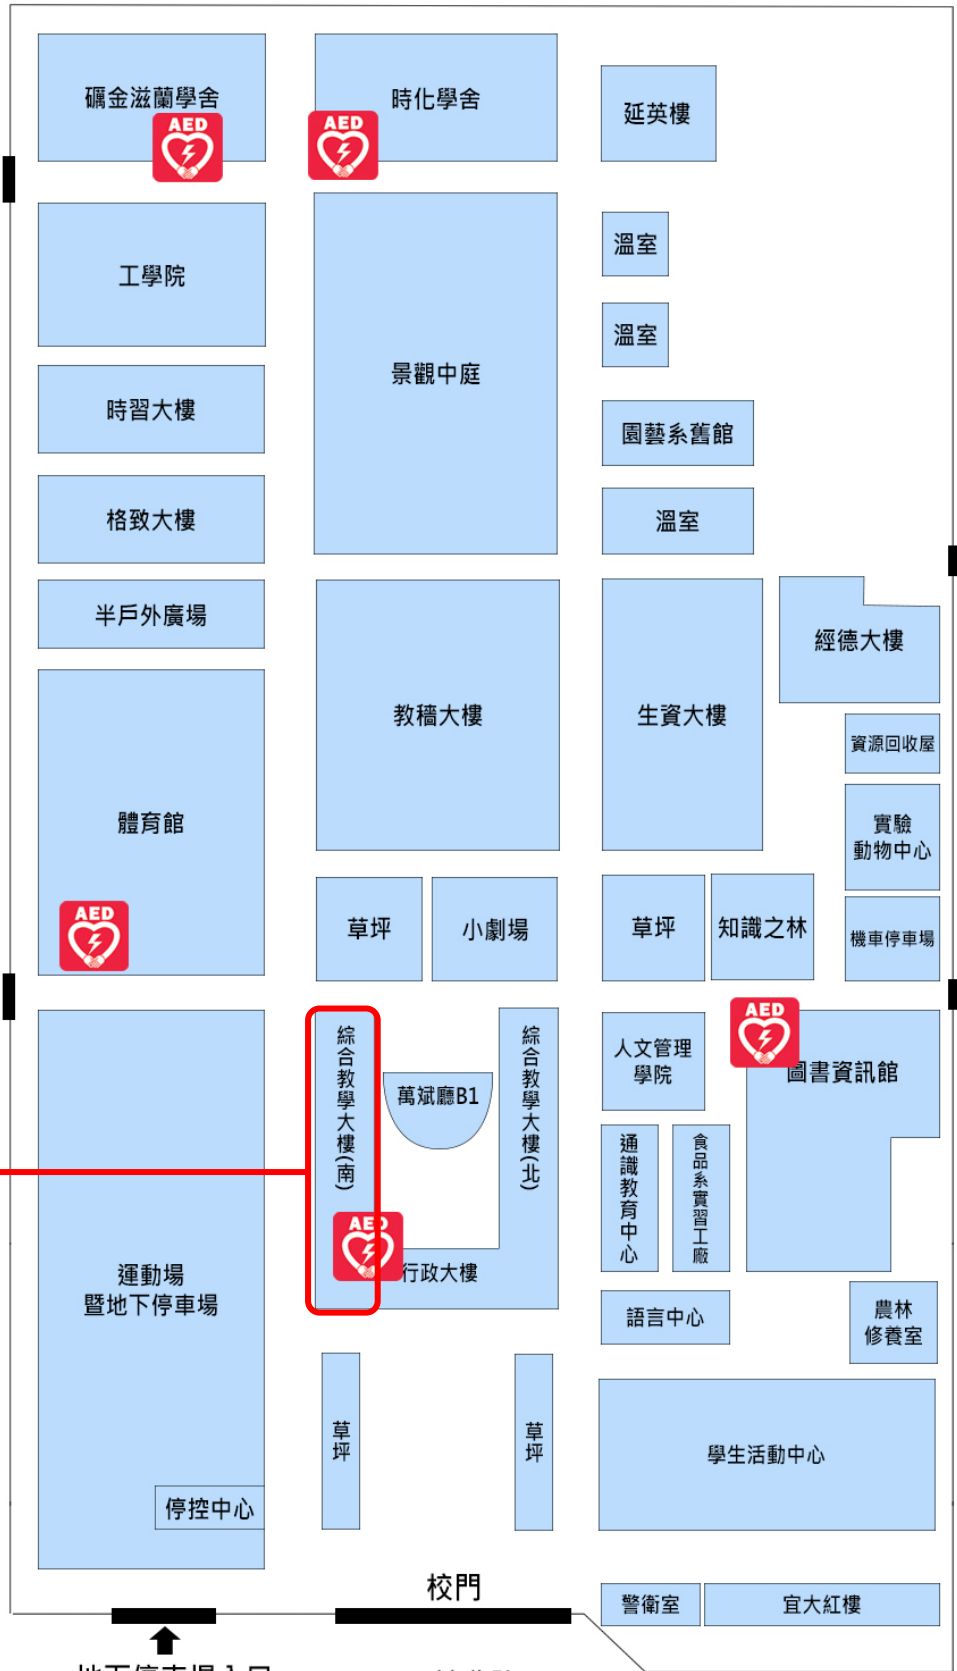 礪金滋蘭學舍
AED
時化學舍
AED
延英樓
工學院
溫室
溫室
景觀中庭
時習大樓
園藝系舊館
格致大樓
溫室
半戶外廣場
教穡大樓
生資大樓
經德大樓
資源回收屋
體育館
AED
實驗
動物中心
草坪
小劇場
草坪
知識之林
機車停車場
綜合教學大樓(南)
萬斌廳B1
綜合教學大樓(北)
人文管理
學院
AED
圖書資訊館
通識教育中心
食品系實習工廠
AED
行政大樓
運動場
暨地下停車場
語言中心
農林
修養室
草坪
草坪
學生活動中心
停控中心
校門
警衛室
宜大紅樓
地下停車場入口